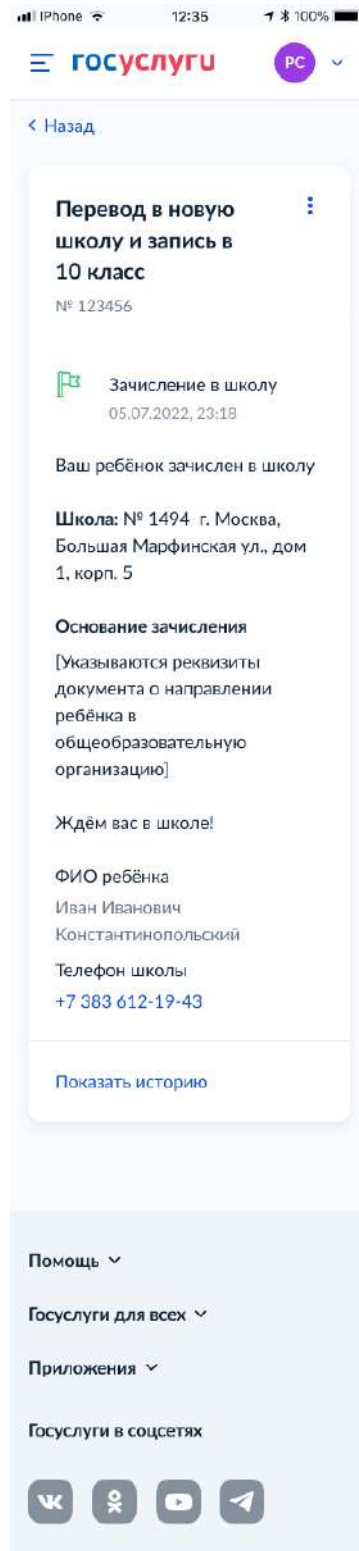 IPhone 12:35 100%
госуслуги РС
Назад
Перевод в новую
школу и запись в
10 класс
№ 123456
Зачисление в школу
05.07.2022, 23:18
Ваш ребёнок зачислен в школу
Школа: № 1494 г. Москва,
Большая Марфинская ул., дом
1, корп. 5
Основание зачисления
[Указываются реквизиты
документа о направлении
ребёнка в
общеобразовательную
организацию]
Ждём вас в школе!
ФИО ребёнка
Иван Иванович
Константинопольский
Телефон школы
+7 383 612-19-43
Показать историю
Помощь
Госуслуги для всех
Приложения
Госуслуги в соцсетях